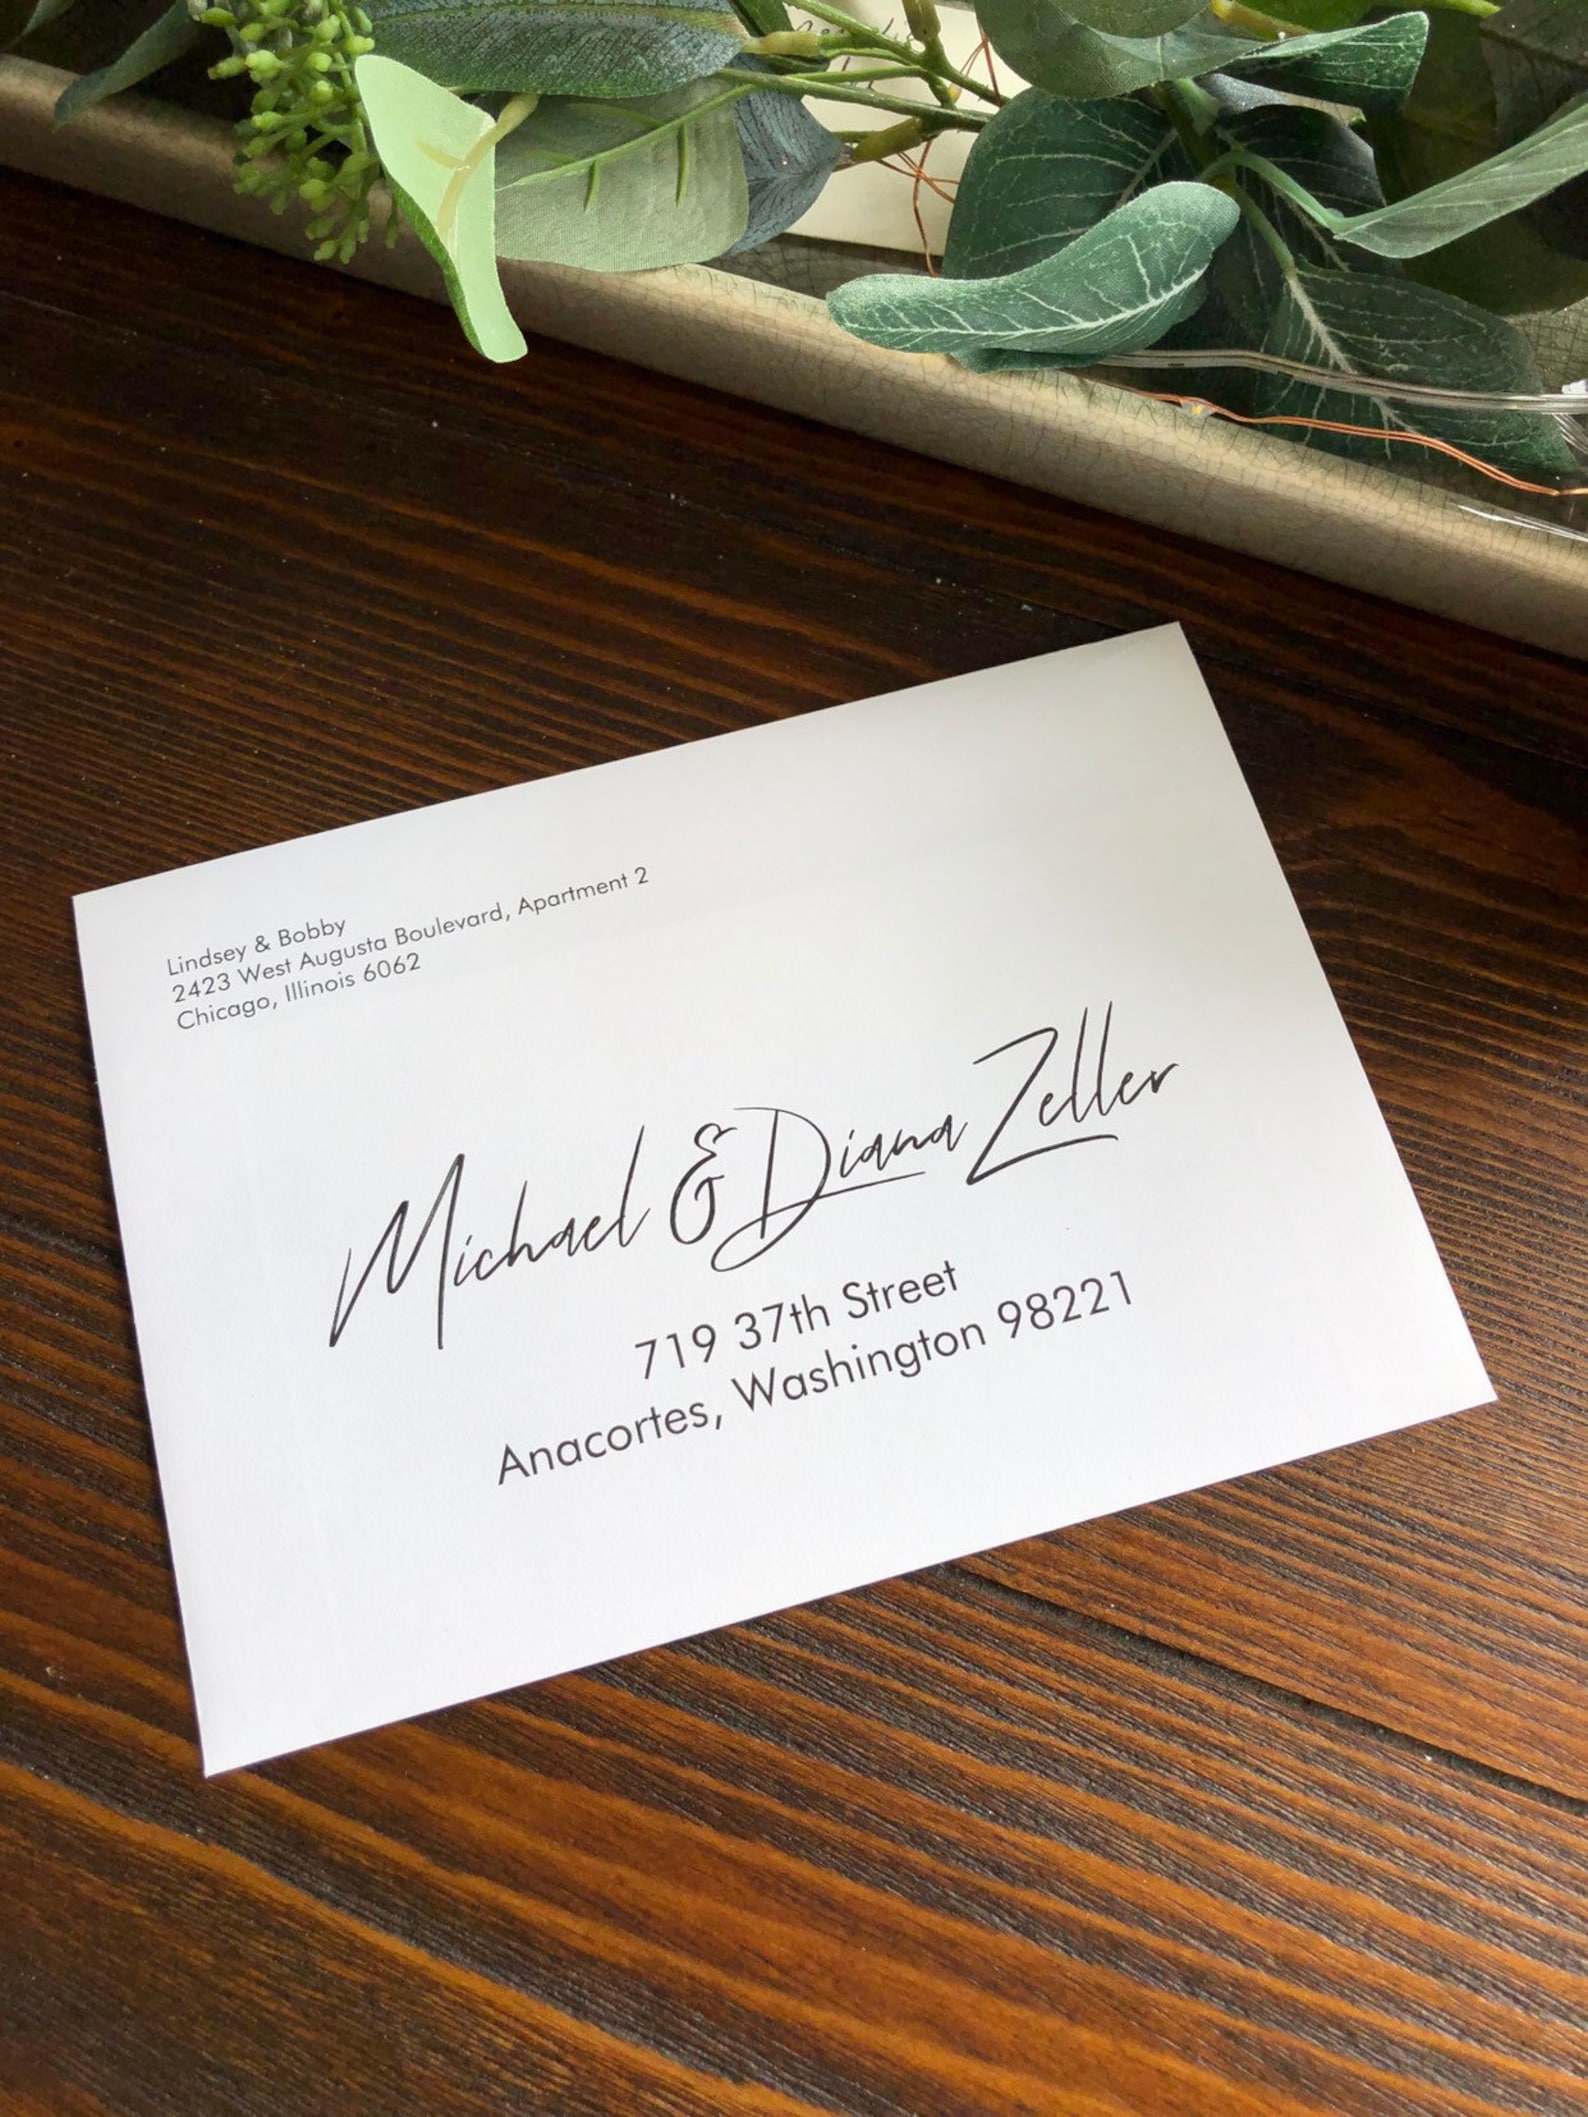 Lindsey & Bobby
2423 West Augusta Boulevard, Apartment 2
Chicago, Illinois 6062
Michael & Diana Zeller
719 37th Street
Anacortes, Washington 98221